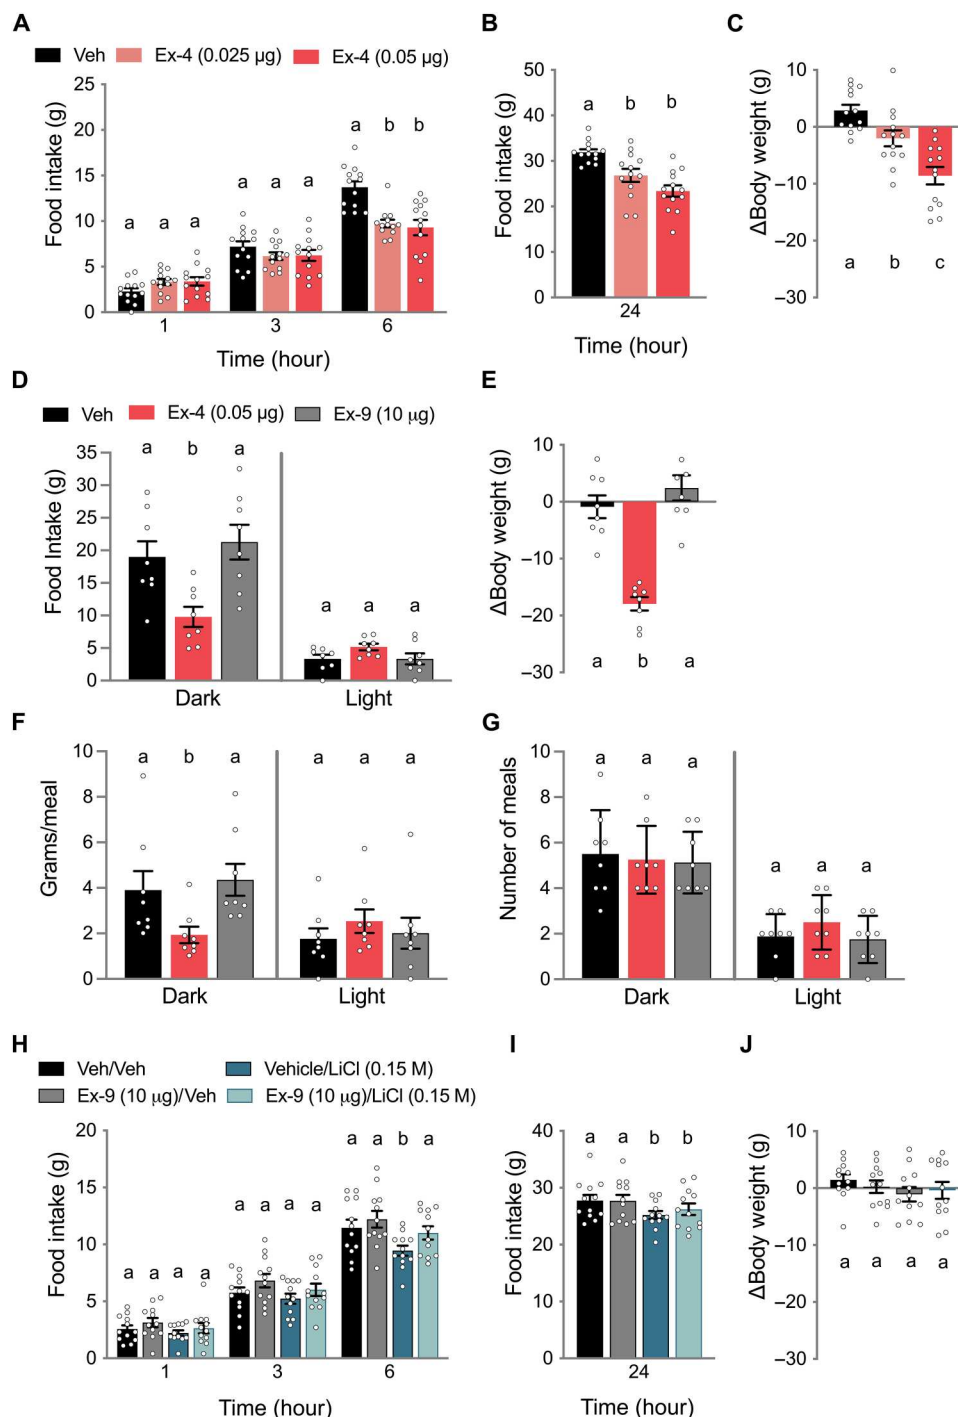 A
Veh Ex-4 (0.025 μg) Ex-4 (0.05 μg)
Food intake (g)
25
20
15
10
5
0
a a a
a a a
a b b
1 3 6
Time (hour)
B
Food intake (g)
50
40
30
20
10
0
a b b
24
Time (hour)
C
ΔBody weight (g)
10
0
−10
−20
−30
a b c
D
Veh Ex-4 (0.05 μg) Ex-9 (10 μg)
Food Intake (g)
35
30
25
20
15
10
5
0
a b a
a a a
Dark Light
E
ΔBody weight (g)
10
0
−10
−20
−30
a b a
F
Grams/meal
10
8
6
4
2
0
a b a
a a a
Dark Light
G
Number of meals
10
8
6
4
2
0
a a a
a a a
Dark Light
H
Veh/Veh Vehicle/LiCl (0.15 M)
Ex-9 (10 μg)/Veh Ex-9 (10 μg)/LiCl (0.15 M)
Food intake (g)
20
15
10
5
0
a a a a
a a a a
a a b a
1 3 6
Time (hour)
I
Food intake (g)
40
30
20
10
0
a a b b
24
Time (hour)
J
ΔBody weight (g)
10
0
−10
−20
−30
a a a a